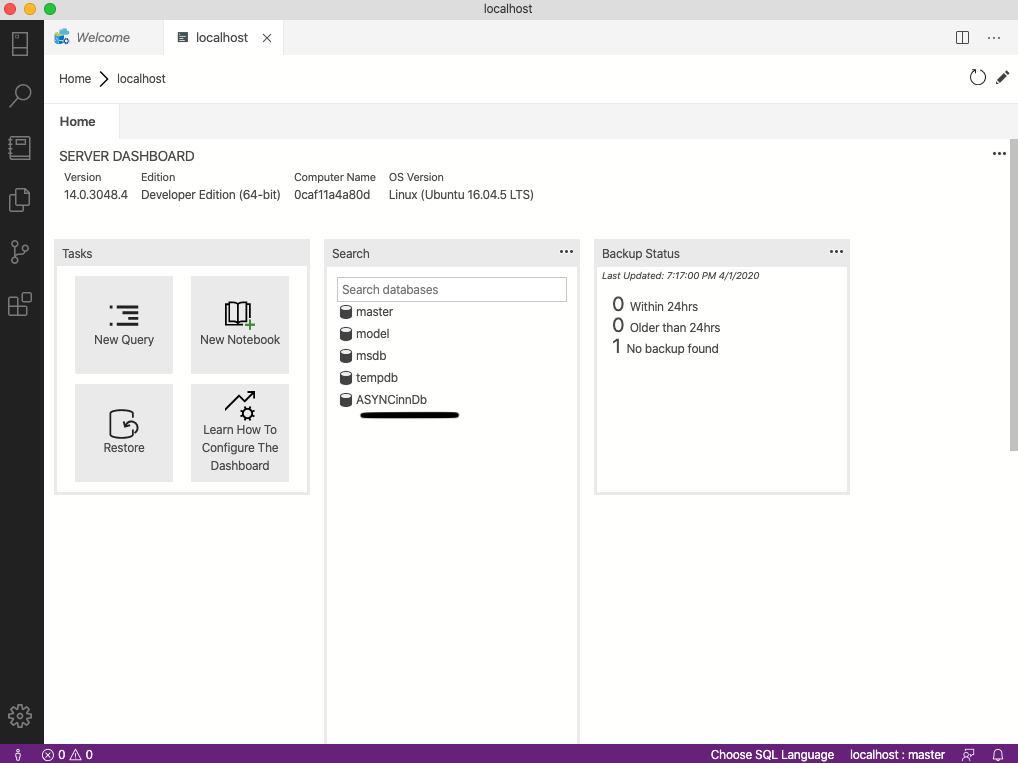 localhost
Welcome
localhost
Home
localhost
Home
SERVER DASHBOARD
Version Edition Computer Name OS Version
14.0.3048.4 Developer Edition (64-bit) 0caf11a4a80d Linux (Ubuntu 16.04.5 LTS)
Tasks
New Query
New Notebook
Restore
Learn How To
Configure The
Dashboard
Search
Search databases
master
model
msdb
tempdb
ASYNCinnDb
Backup Status
Last Updated: 7:17:00 PM 4/1/2020
0 Within 24hrs
0 Older than 24hrs
1 No backup found
0 0 Choose SQL Language localhost : master